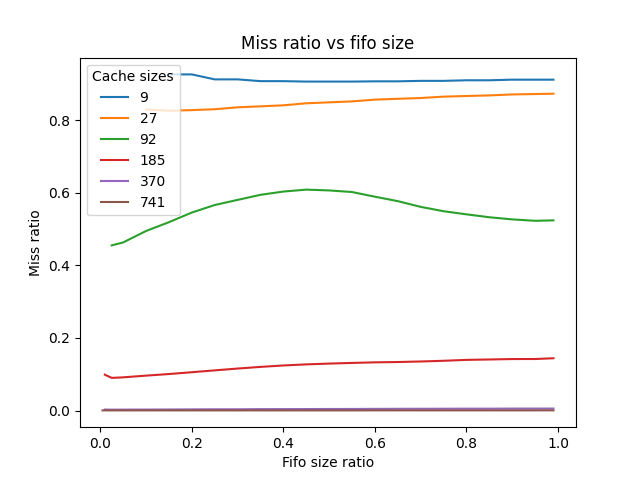 Miss ratio vs fifo size
Cache sizes
9
27
92
185
370
741
0.8
0.6
0.4
0.2
0.0
Miss ratio
0.0 0.2 0.4 0.6 0.8 1.0
Fifo size ratio